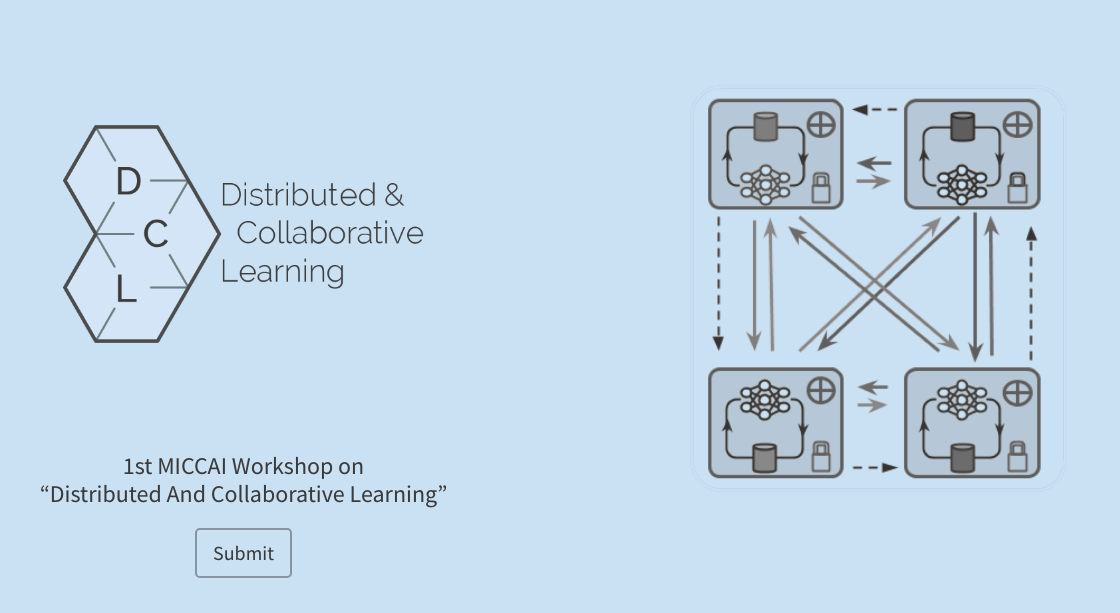 D
C
L
Distributed &
Collaborative
Learning
1st MICCAI Workshop on
“Distributed And Collaborative Learning”
Submit